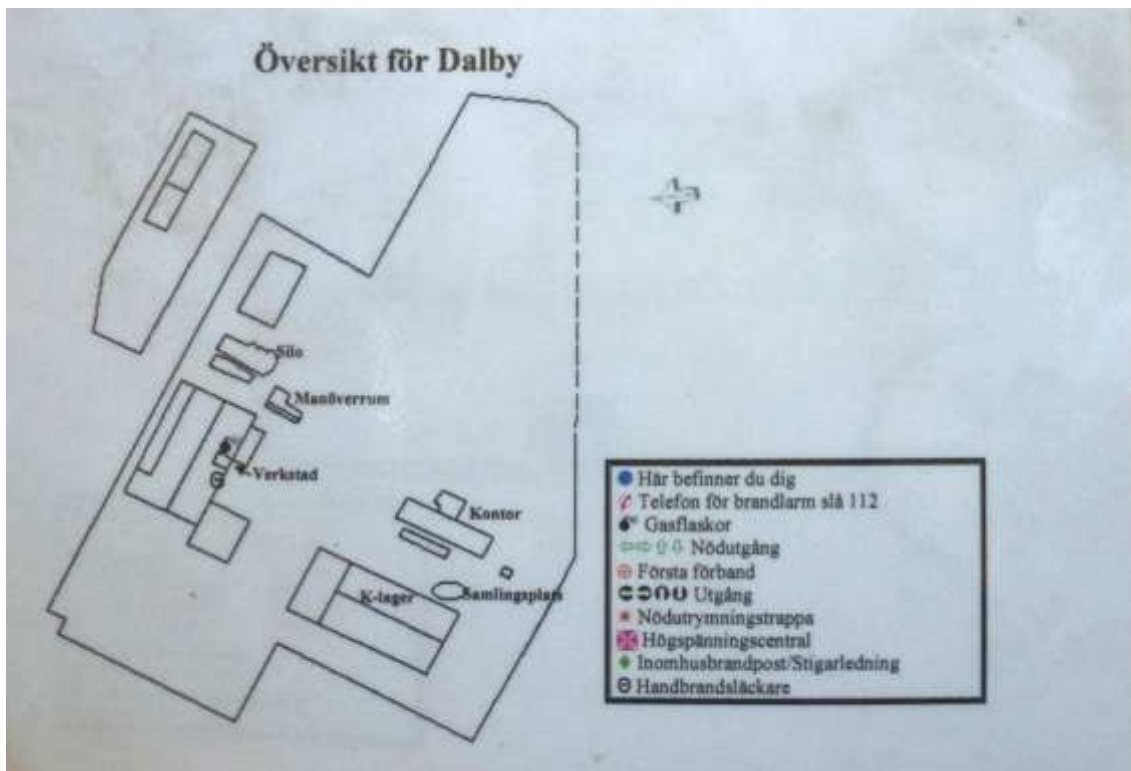 Översikt för Dalby
Silo
Manöverrum
Verkstad
Kontor
K-lager
Samlingsplats
Här befinner du dig
Telefon för brandlarm slå 112
Gasflaskor
Nödutgång
Första förband
Utgång
Nödutrymningstrappa
Högspänningscentral
Inomhusbrandpost/Stigarledning
Handbrandsläckare